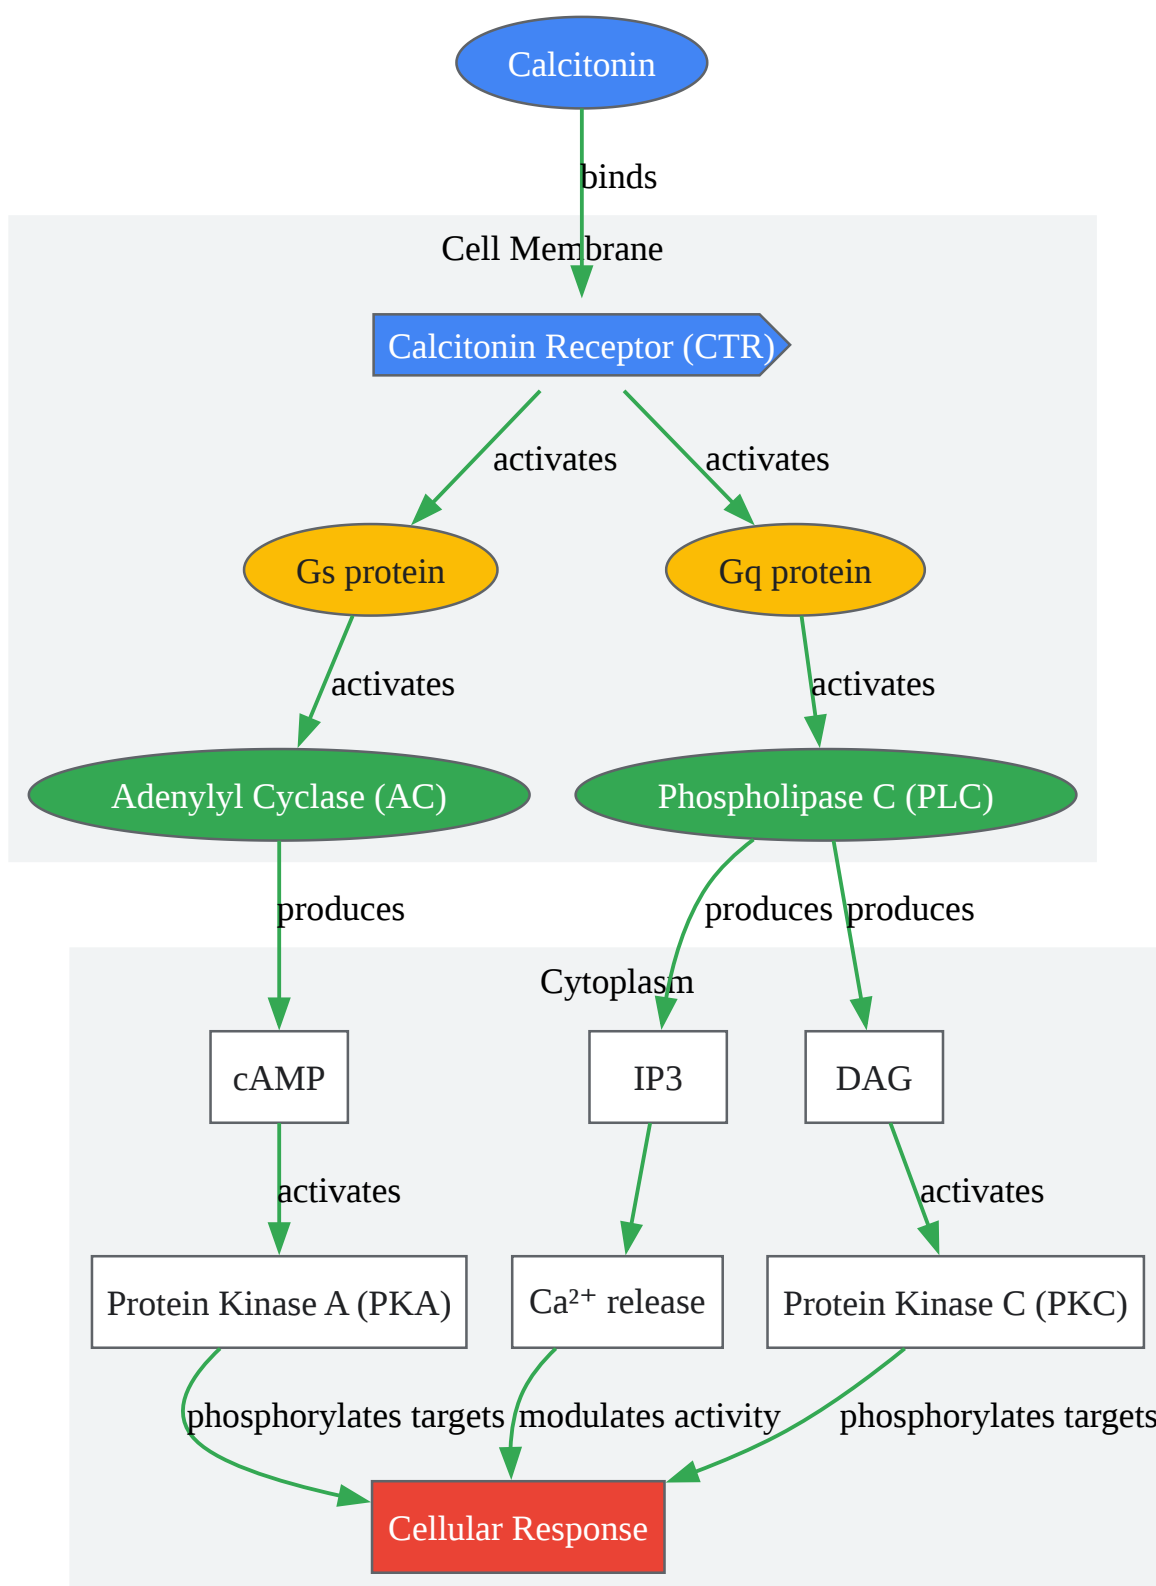 Calcitonin
binds
Cell Membrane
Calcitonin Receptor (CTR)
activates
activates
Gs protein
Gq protein
activates
activates
Adenylyl Cyclase (AC)
Phospholipase C (PLC)
produces
produces
produces
Cytoplasm
cAMP
IP3
DAG
activates
activates
Protein Kinase A (PKA)
Ca²⁺ release
Protein Kinase C (PKC)
phosphorylates targets
modulates activity
phosphorylates targets
Cellular Response